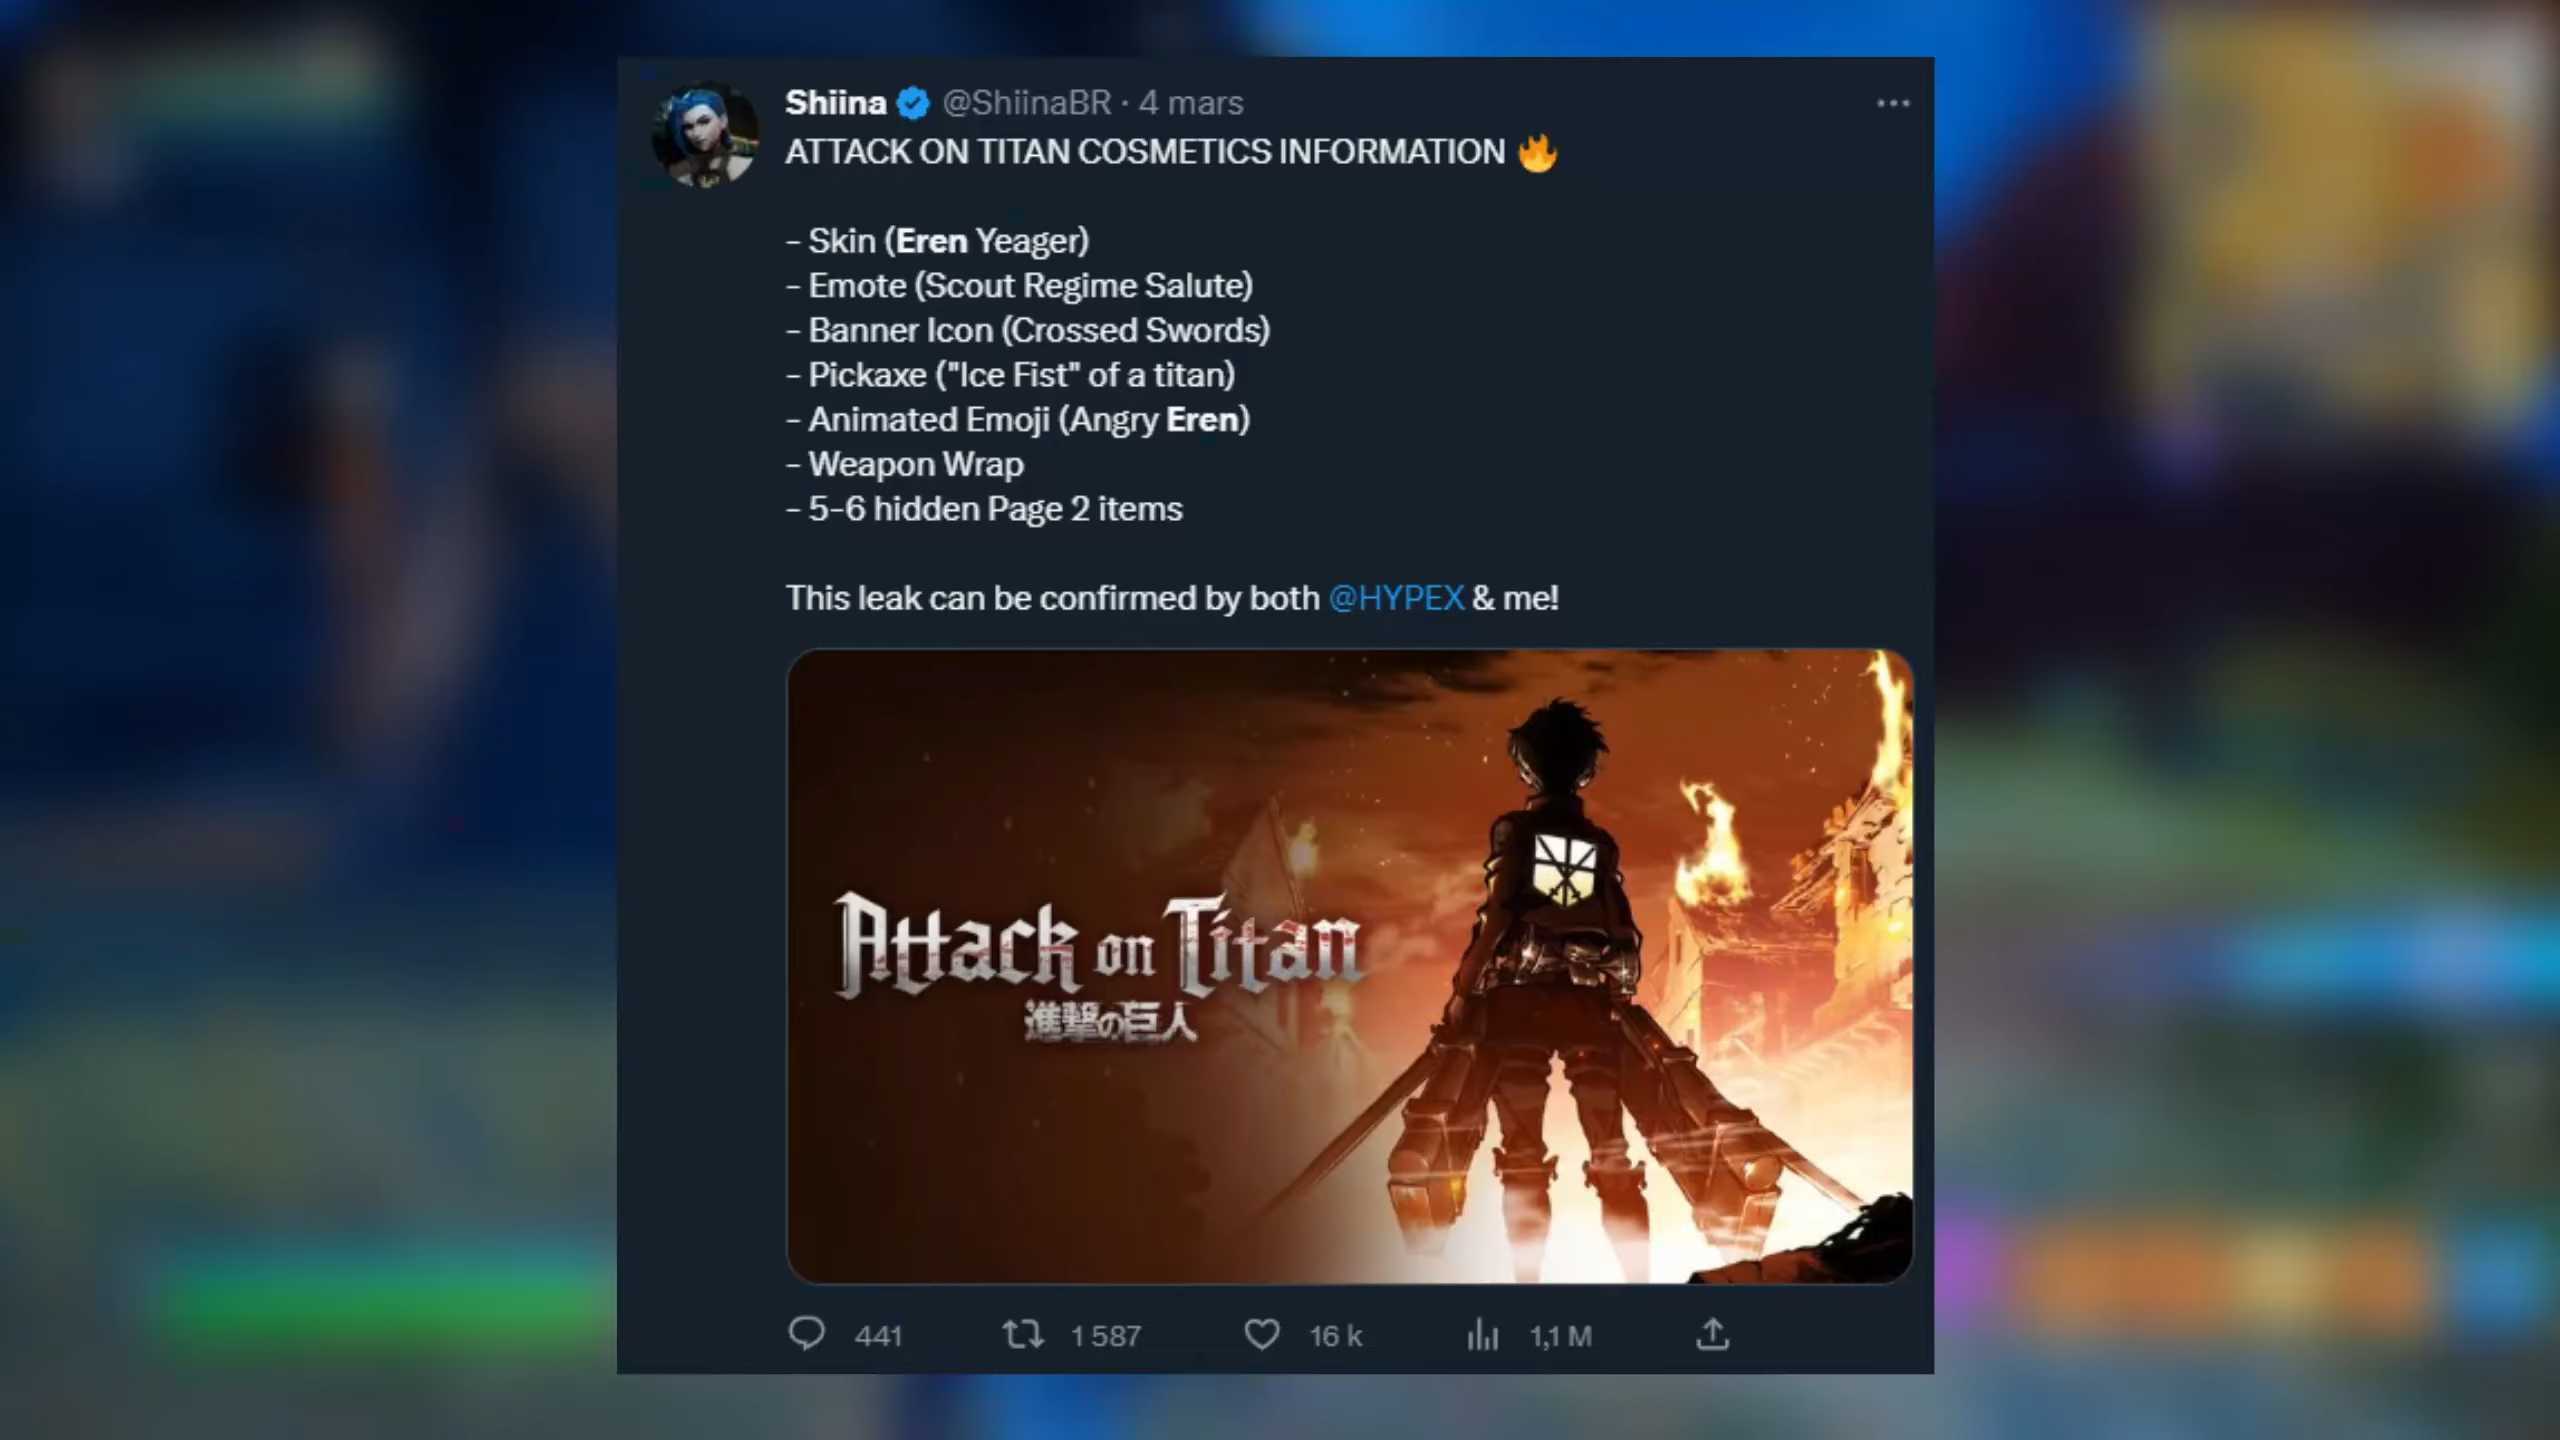 Shiina @ShiinaBR · 4 mars
ATTACK ON TITAN COSMETICS INFORMATION 🔥
- Skin (Eren Yeager)
- Emote (Scout Regime Salute)
- Banner Icon (Crossed Swords)
- Pickaxe ("Ice Fist" of a titan)
- Animated Emoji (Angry Eren)
- Weapon Wrap
- 5-6 hidden Page 2 items
This leak can be confirmed by both @HYPEX & me!
Attack on Titan
進撃の巨人
441 1 587 16 k 1,1 M